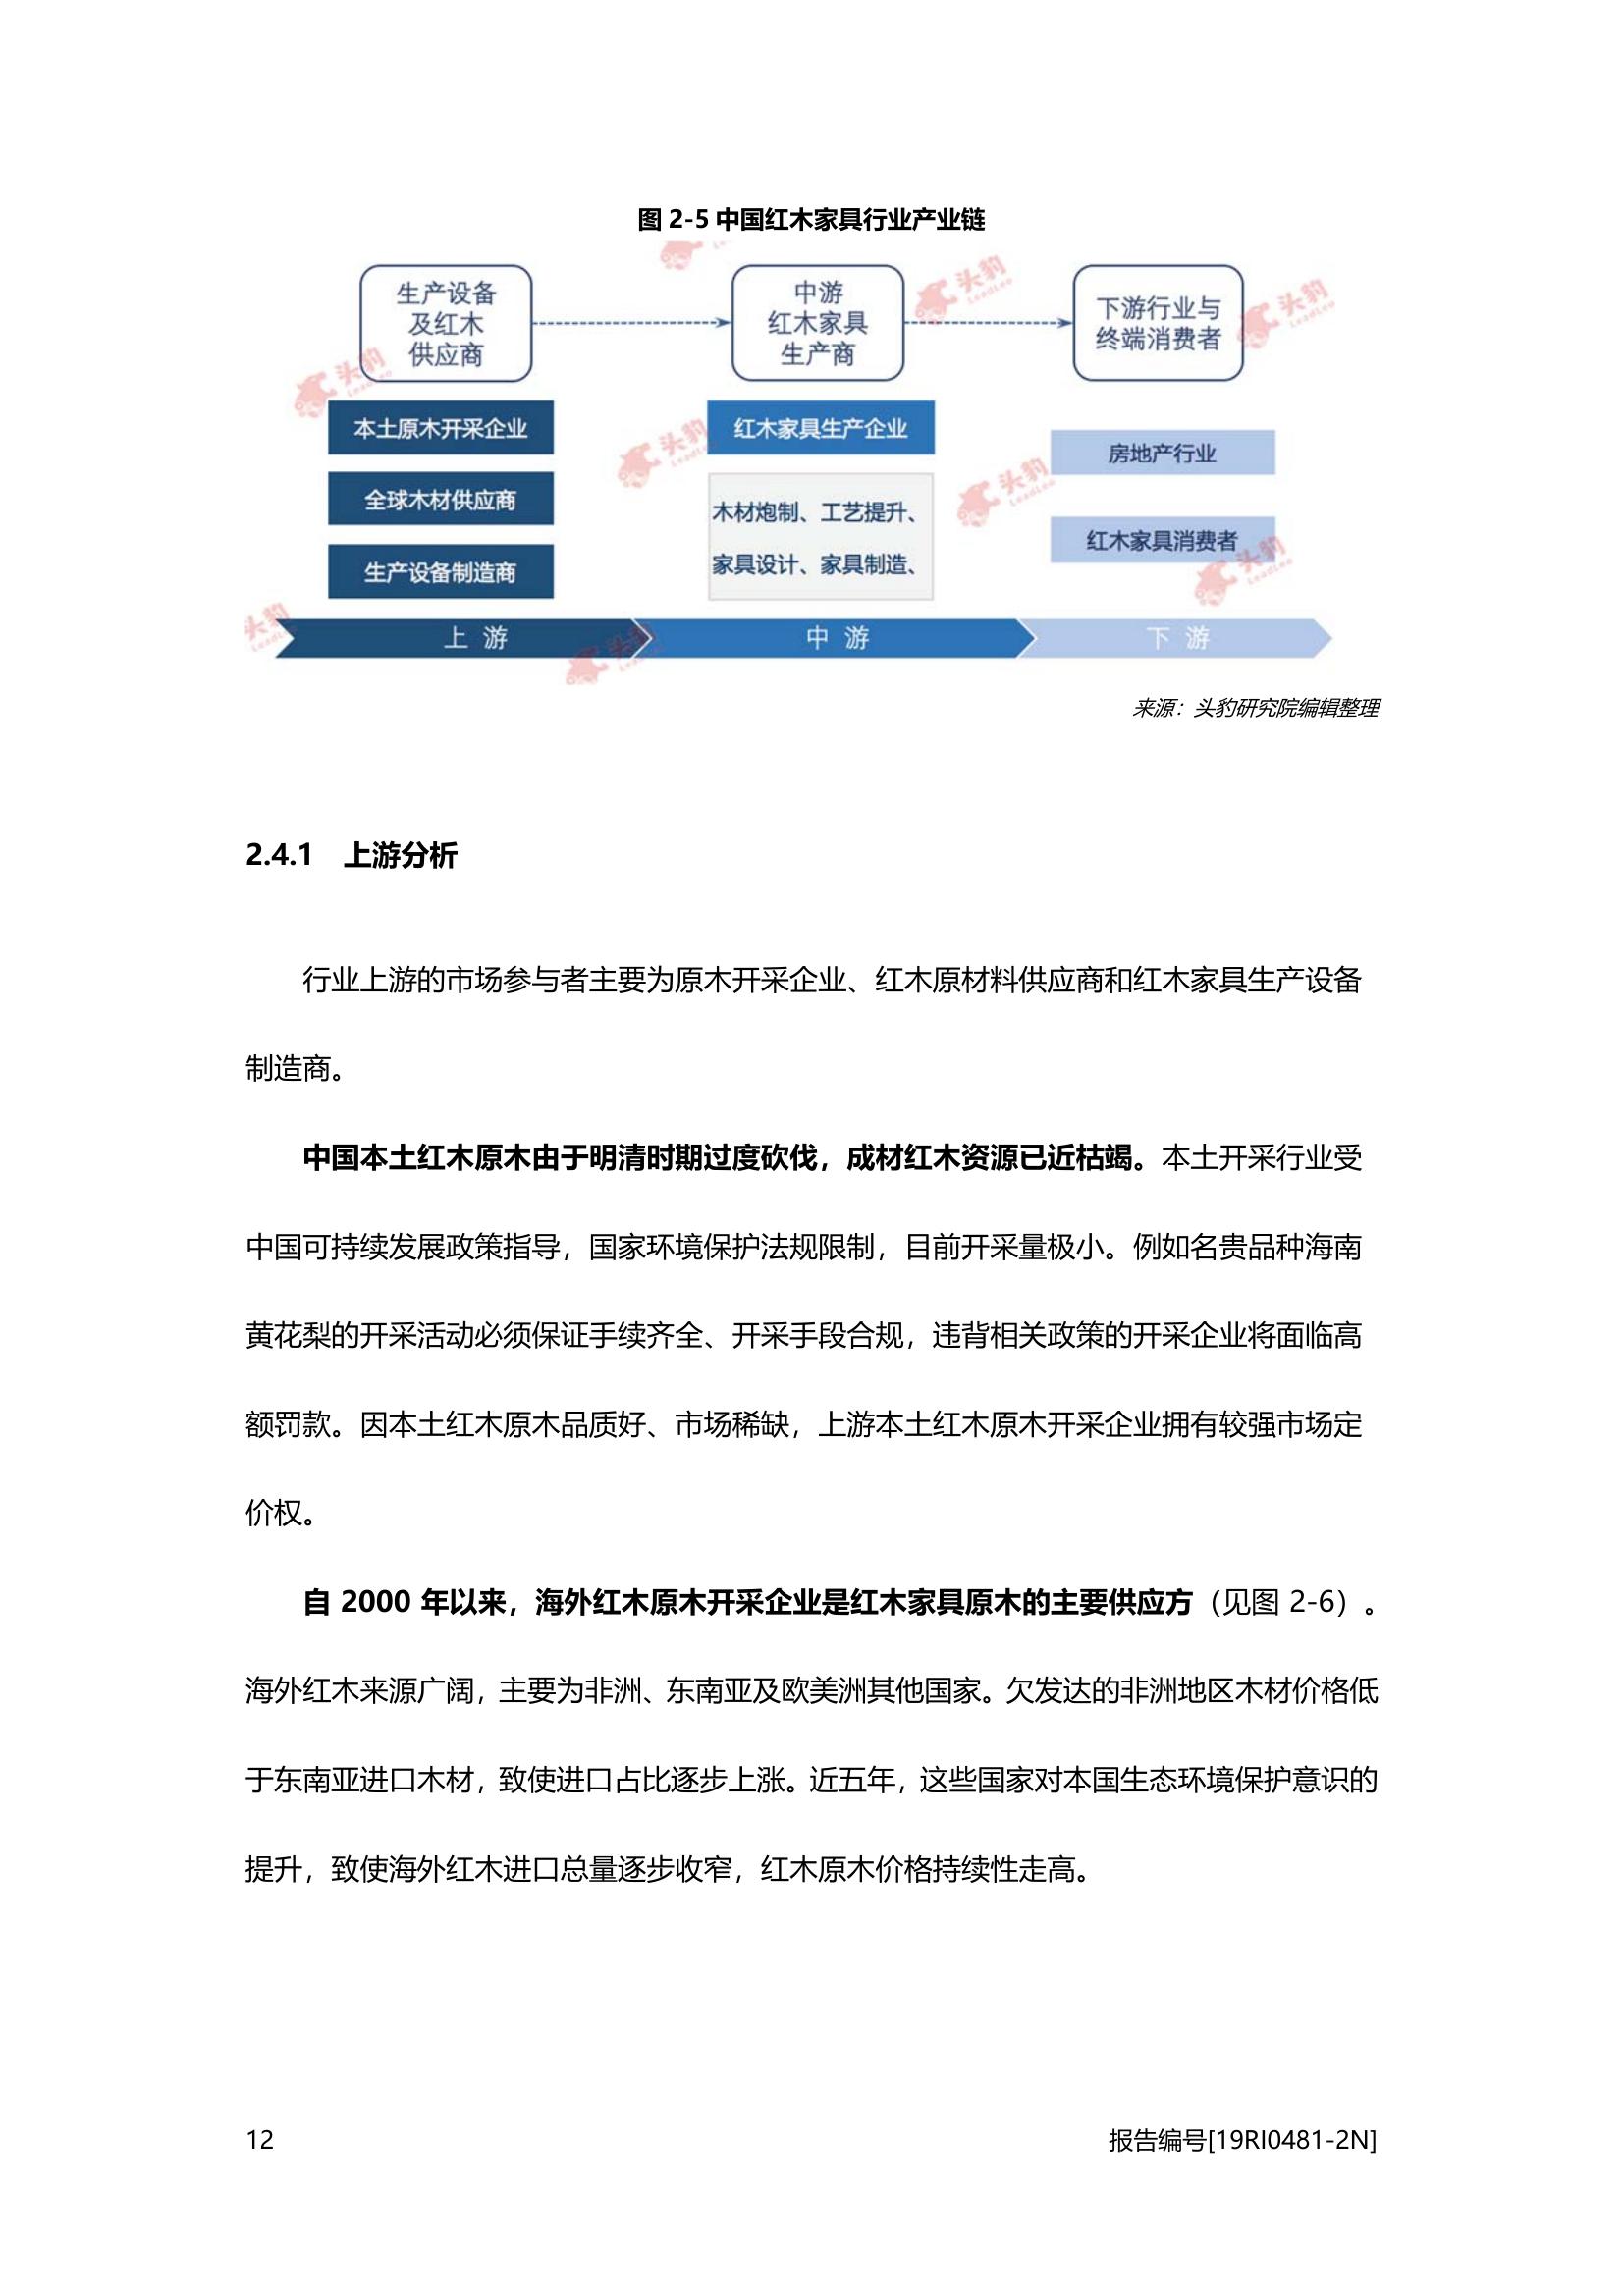 图 2-5 中国红木家具行业产业链
生产设备
及红木
供应商
中游
红木家具
生产商
下游行业与
终端消费者
本土原木开采企业
全球木材供应商
生产设备制造商
红木家具生产企业
木材炮制、工艺提升、
家具设计、家具制造、
房地产行业
红木家具消费者
上 游
中 游
下 游
头豹
LeadLeo
来源：头豹研究院编辑整理
2.4.1 上游分析
行业上游的市场参与者主要为原木开采企业、红木原材料供应商和红木家具生产设备
制造商。
中国本土红木原木由于明清时期过度砍伐，成材红木资源已近枯竭。本土开采行业受
中国可持续发展政策指导，国家环境保护法规限制，目前开采量极小。例如名贵品种海南
黄花梨的开采活动必须保证手续齐全、开采手段合规，违背相关政策的开采企业将面临高
额罚款。因本土红木原木品质好、市场稀缺，上游本土红木原木开采企业拥有较强市场定
价权。
自 2000 年以来，海外红木原木开采企业是红木家具原木的主要供应方（见图 2-6）。
海外红木来源广阔，主要为非洲、东南亚及欧美洲其他国家。欠发达的非洲地区木材价格低
于东南亚进口木材，致使进口占比逐步上涨。近五年，这些国家对本国生态环境保护意识的
提升，致使海外红木进口总量逐步收窄，红木原木价格持续性走高。
12
报告编号[19RI0481-2N]